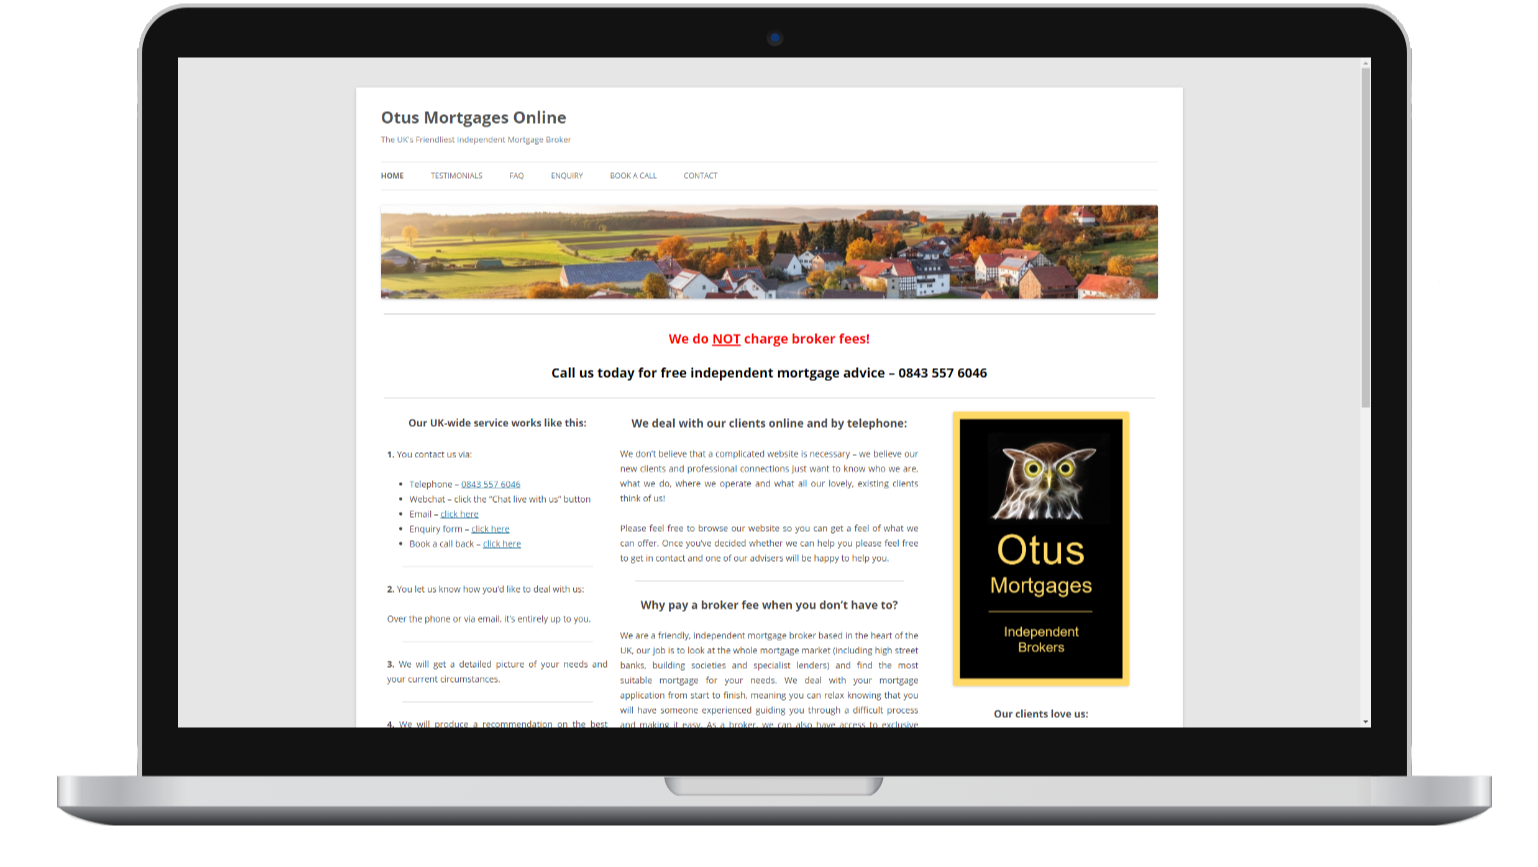 Otus Mortgages Online
The UK's Friendliest Independent Mortgage Broker
HOME TESTIMONIALS FAQ ENQUIRY BOOK A CALL CONTACT
We do NOT charge broker fees!
Call us today for free independent mortgage advice – 0843 557 6046
Our UK-wide service works like this:
1. You contact us via:
• Telephone – 0843 557 6046
• Webchat – click the "Chat live with us" button
• Email – click here
• Enquiry form – click here
• Book a call back – click here
2. You let us know how you'd like to deal with us:
Over the phone or via email, it's entirely up to you.
3. We will get a detailed picture of your needs and
your current circumstances.
4. We will produce a recommendation on the best
We deal with our clients online and by telephone:
We don't believe that a complicated website is necessary – we believe our
new clients and professional connections just want to know who we are,
what we do, where we operate and what all our lovely, existing clients
think of us!
Please feel free to browse our website so you can get a feel of what we
can offer. Once you've decided whether we can help you please feel free
to get in contact and one of our advisers will be happy to help you.
Why pay a broker fee when you don't have to?
We are a friendly, independent mortgage broker based in the heart of the
UK, our job is to look at the whole mortgage market (including high street
banks, building societies and specialist lenders) and find the most
suitable mortgage for your needs. We deal with your mortgage
application from start to finish, meaning you can relax knowing that you
will have someone experienced guiding you through a difficult process
and making it easy. As a broker, we can also have access to exclusive
Otus
Mortgages
Independent
Brokers
Our clients love us: